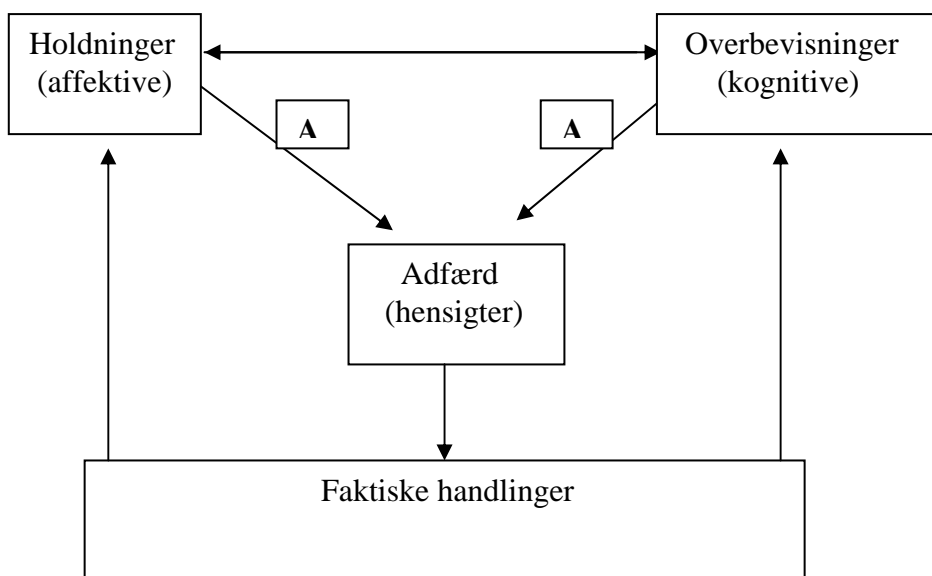 Holdninger
(affektive)
Overbevisninger
(kognitive)
A
A
Adfærd
(hensigter)
Faktiske handlinger